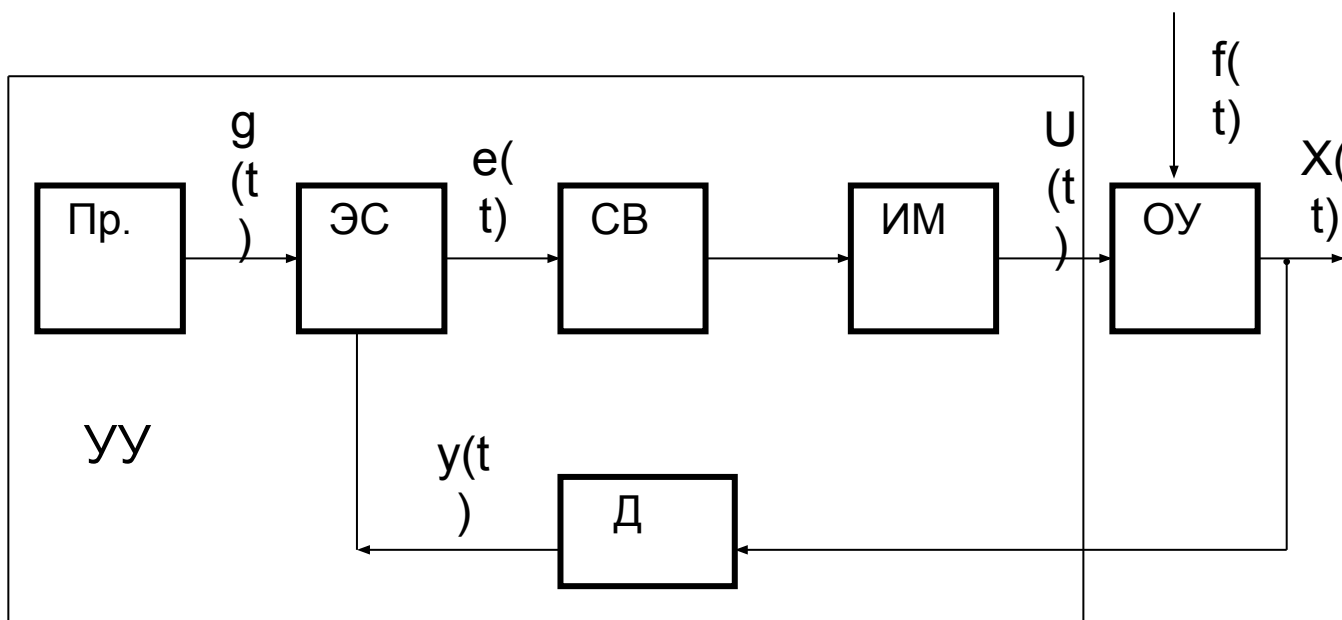 f(
t)
g
(t
)
e(
t)
U
(t
)
X(
t)
Пр.
ЭС
СВ
ИМ
ОУ
УУ
y(t
)
Д